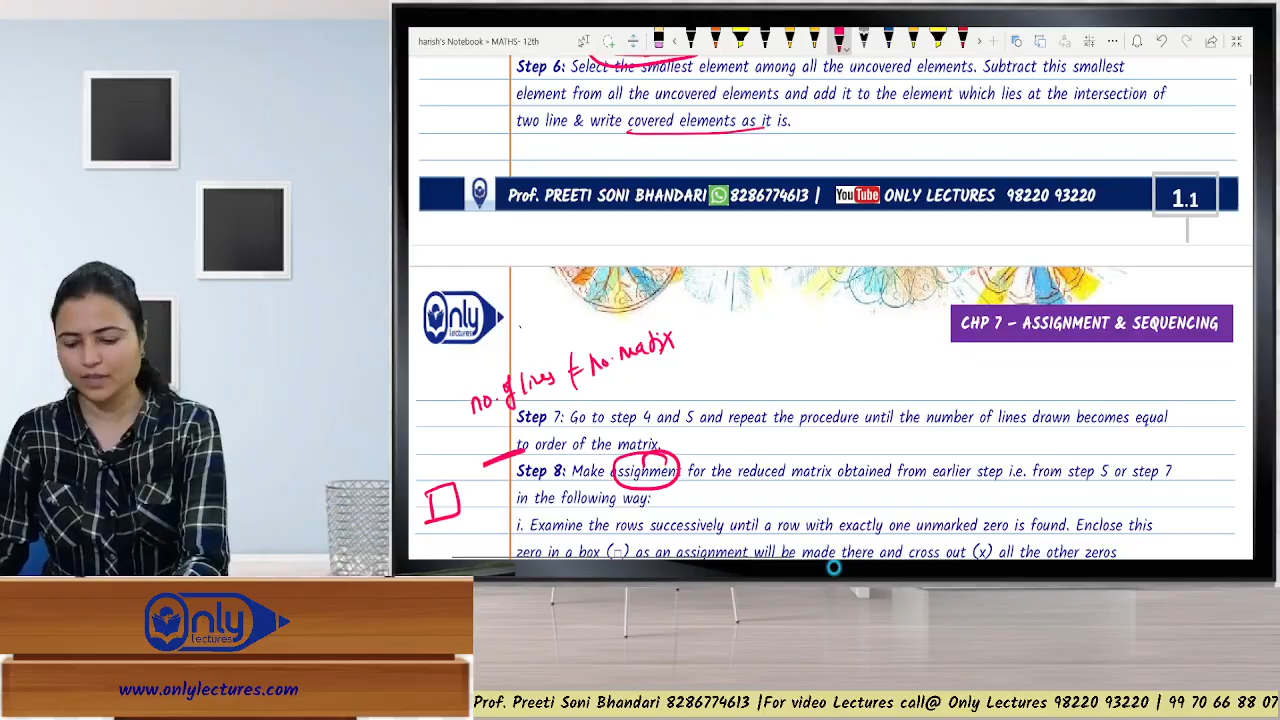 harish's Notebook » MATHS- 12th
Step 6: Select the smallest element among all the uncovered elements. Subtract this smallest
element from all the uncovered elements and add it to the element which lies at the intersection of
two line & write covered elements as it is.
Prof. PREETI SONI BHANDARI 8286774613 | YouTube ONLY LECTURES 98220 93220
1.1
Only
lectures
CHP 7 – ASSIGNMENT & SEQUENCING
no. of lines ≠ no. matrix
Step 7: Go to step 4 and 5 and repeat the procedure until the number of lines drawn becomes equal
to order of the matrix.
Step 8: Make assignment for the reduced matrix obtained from earlier step i.e. from step 5 or step 7
in the following way:
i. Examine the rows successively until a row with exactly one unmarked zero is found. Enclose this
zero in a box (□) as an assignment will be made there and cross out (x) all the other zeros
Only
lectures
www.onlylectures.com
Prof. Preeti Soni Bhandari 8286774613 |For video Lectures call@ Only Lectures 98220 93220 | 99 70 66 88 07